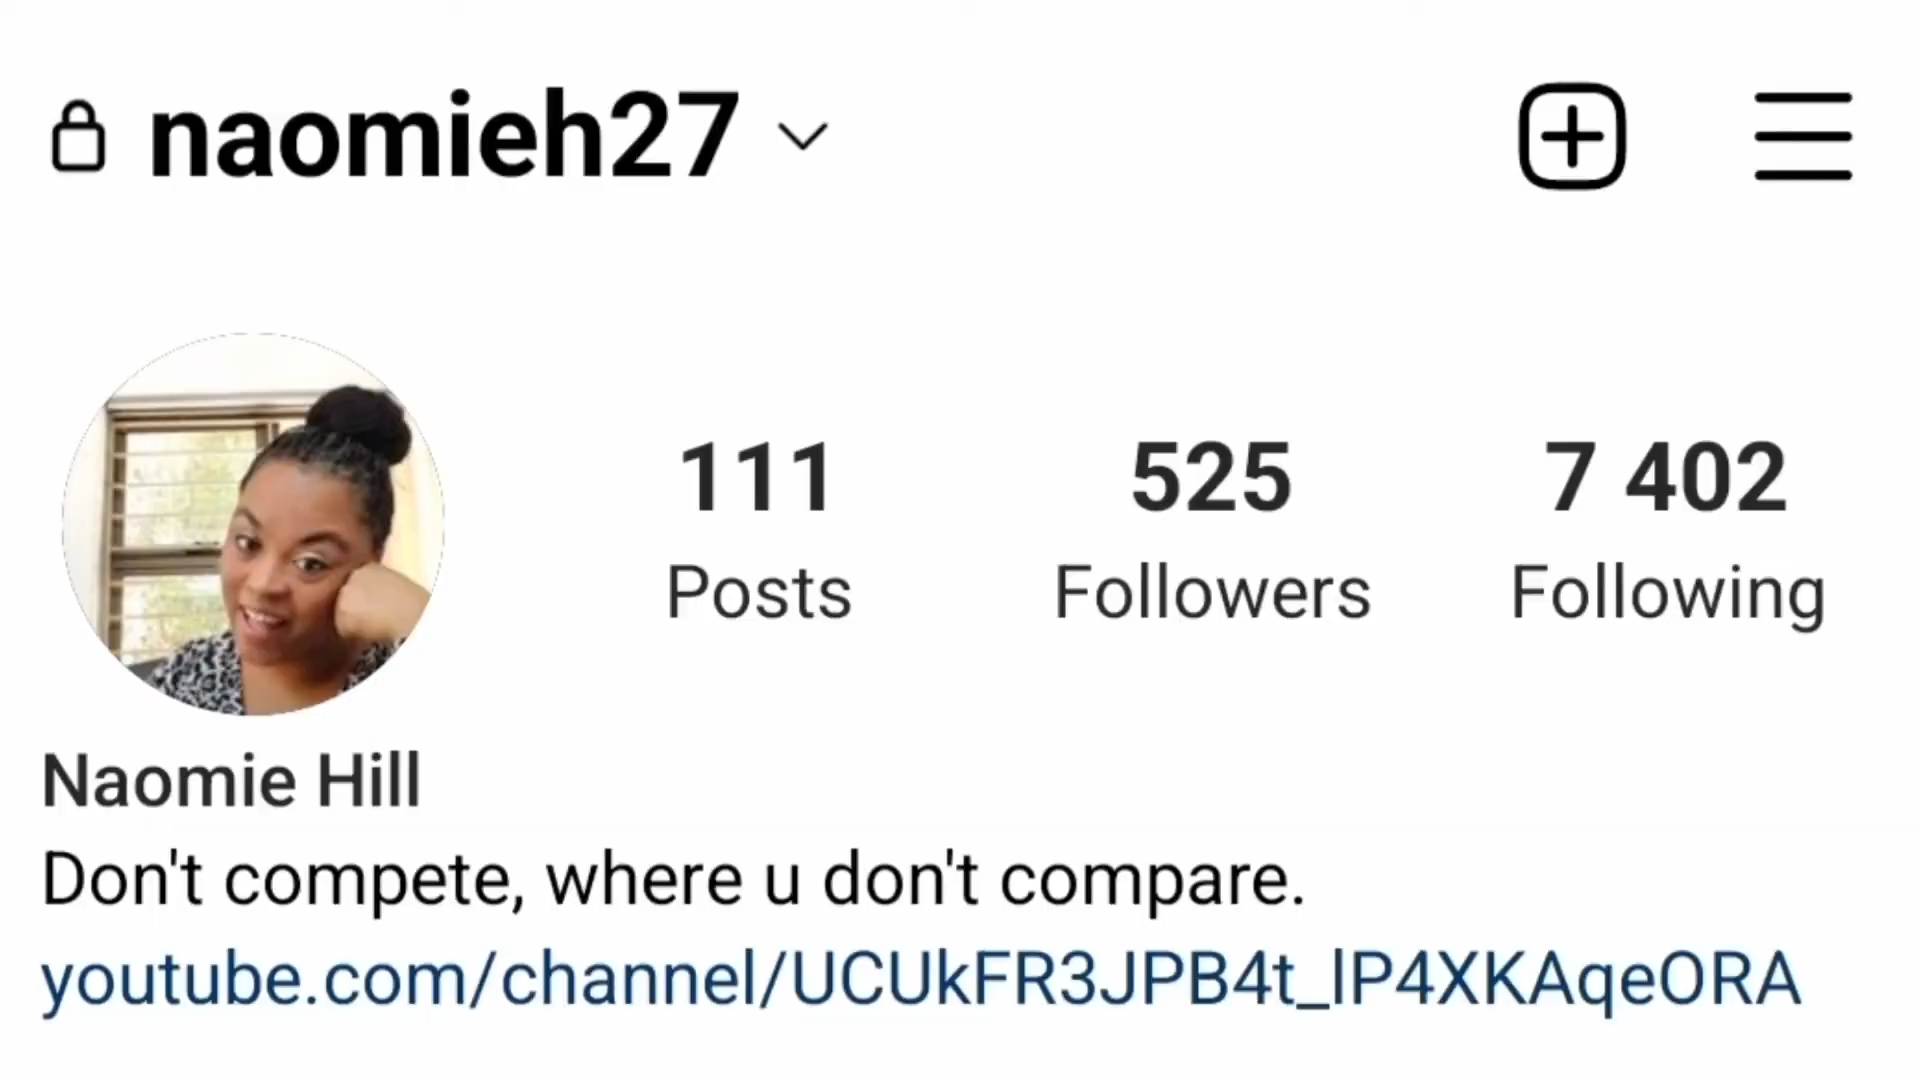 naomieh27
111 525 7 402
Posts Followers Following
Naomie Hill
Don't compete, where u don't compare.
youtube.com/channel/UCUkFR3JPB4t_lP4XKAqeORA